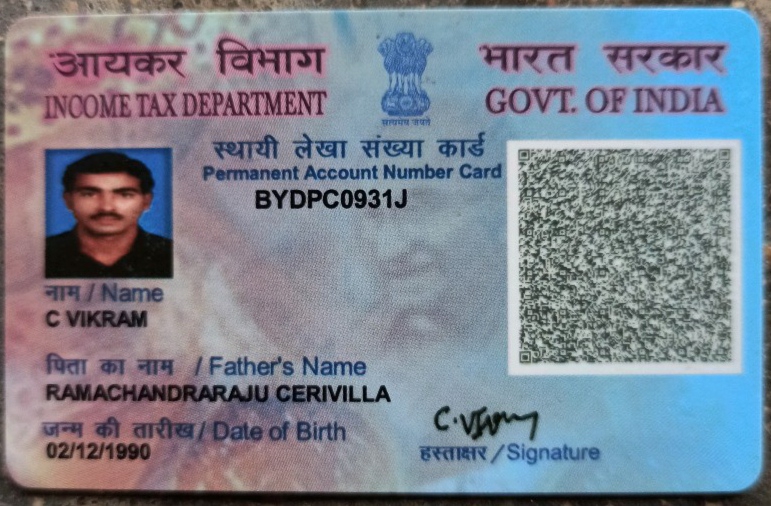 आयकर विभाग
INCOME TAX DEPARTMENT
भारत सरकार
GOVT. OF INDIA
सत्यमेव जयते
स्थायी लेखा संख्या कार्ड
Permanent Account Number Card
BYDPC0931J
नाम / Name
C VIKRAM
पिता का नाम / Father's Name
RAMACHANDRARAJU CERIVILLA
जन्म की तारीख / Date of Birth
02/12/1990
हस्ताक्षर / Signature